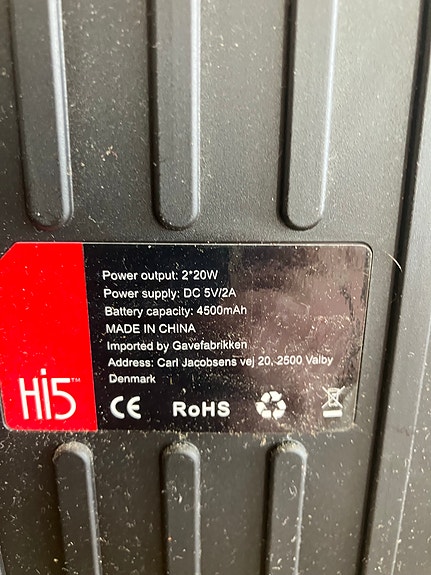 Power output: 2*20W
Power supply: DC 5V/2A
Battery capacity: 4500mAh
MADE IN CHINA
Imported by Gavefabrikken
Address: Carl Jacobsens vej 20, 2500 Valby
Denmark
Hi5™ CE RoHS